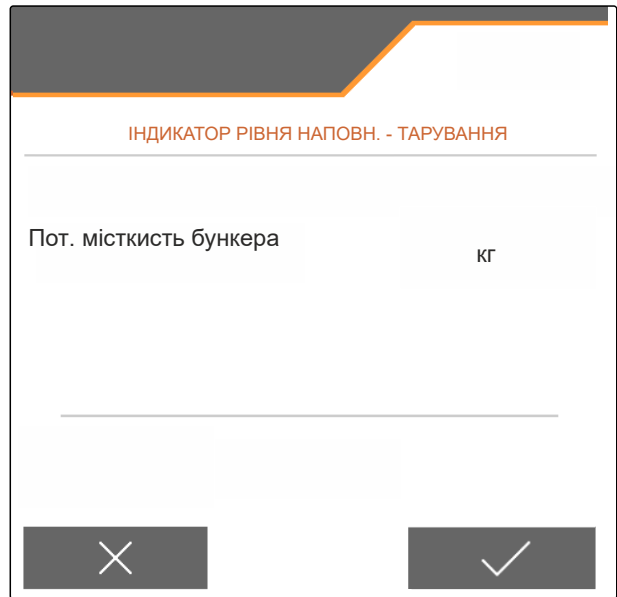 ІНДИКАТОР РІВНЯ НАПОВН. - ТАРУВАННЯ
Пот. місткисть бункера
кг